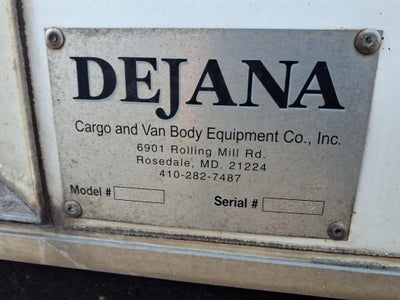 DEJANA
Cargo and Van Body Equipment Co., Inc.
6901 Rolling Mill Rd.
Rosedale, MD. 21224
410-282-7487
Model # Serial #